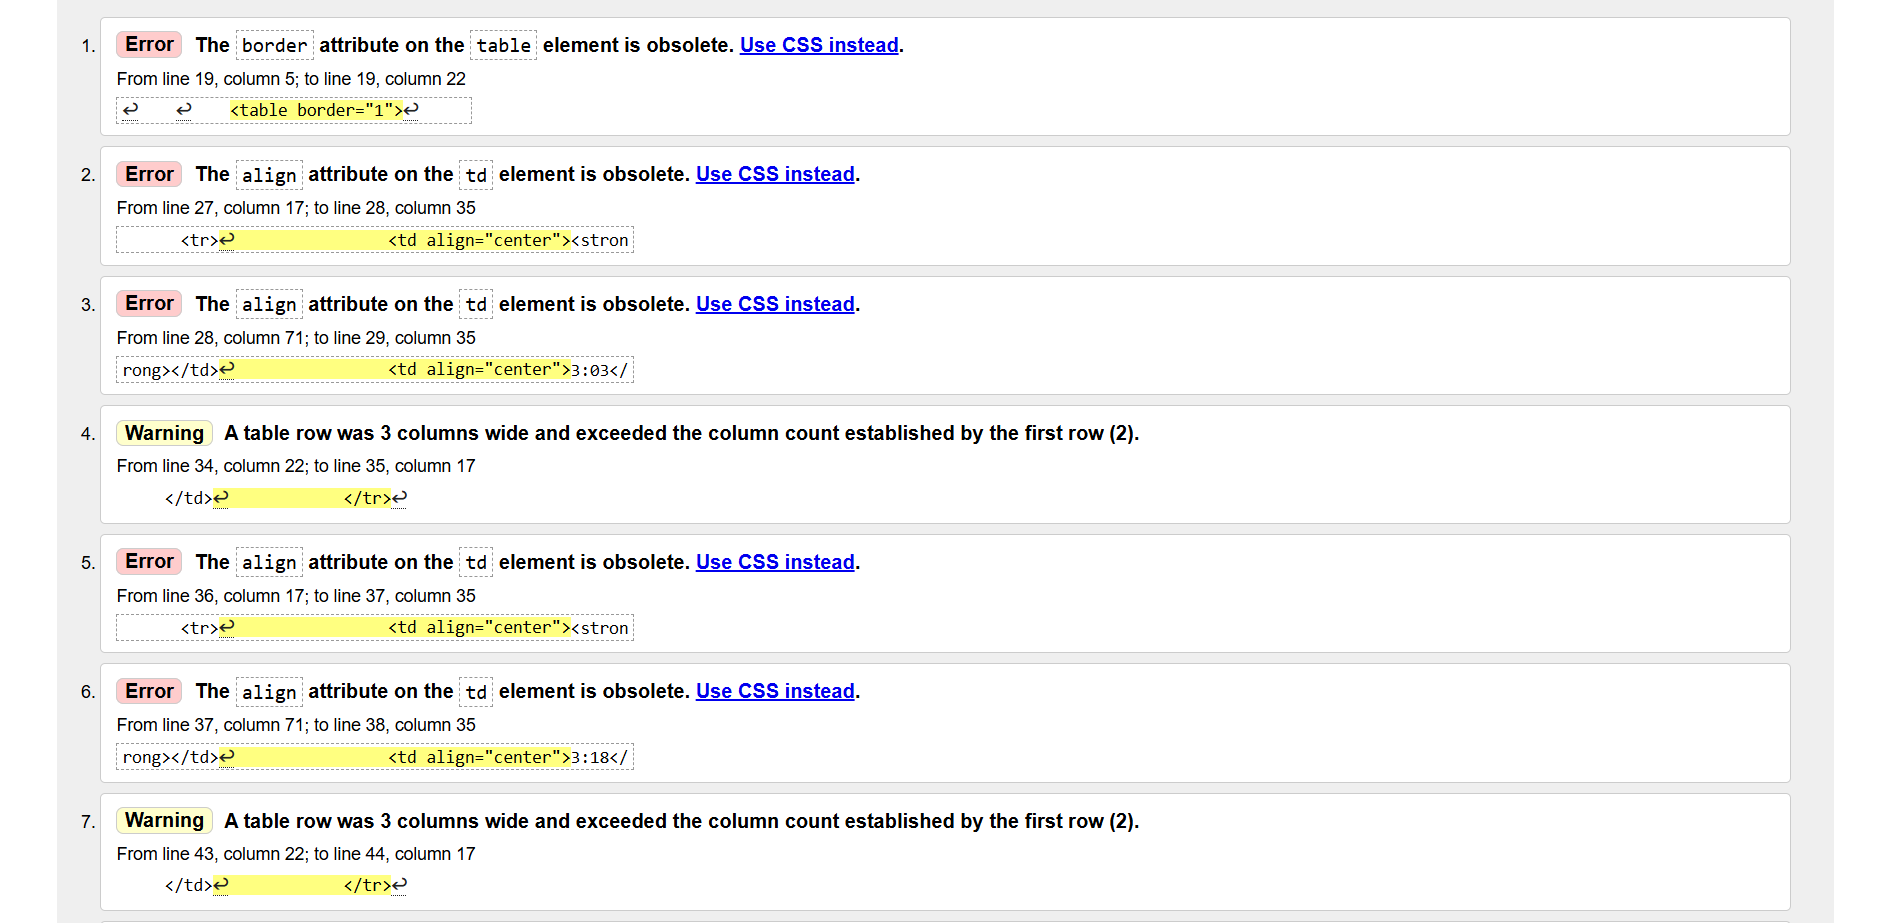 1. Error The border attribute on the table element is obsolete. Use CSS instead.
From line 19, column 5; to line 19, column 22
↩ ↩ <table border="1">↩
2. Error The align attribute on the td element is obsolete. Use CSS instead.
From line 27, column 17; to line 28, column 35
<tr>↩ <td align="center"><stron
3. Error The align attribute on the td element is obsolete. Use CSS instead.
From line 28, column 71; to line 29, column 35
rong></td>↩ <td align="center">3:03</
4. Warning A table row was 3 columns wide and exceeded the column count established by the first row (2).
From line 34, column 22; to line 35, column 17
</td>↩ </tr>↩
5. Error The align attribute on the td element is obsolete. Use CSS instead.
From line 36, column 17; to line 37, column 35
<tr>↩ <td align="center"><stron
6. Error The align attribute on the td element is obsolete. Use CSS instead.
From line 37, column 71; to line 38, column 35
rong></td>↩ <td align="center">3:18</
7. Warning A table row was 3 columns wide and exceeded the column count established by the first row (2).
From line 43, column 22; to line 44, column 17
</td>↩ </tr>↩